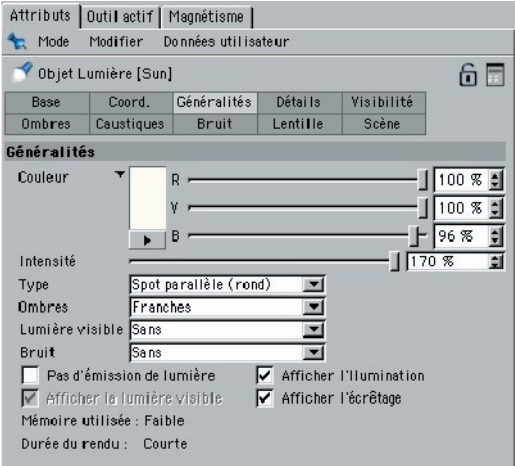 Attributs Outil actif Magnétisme
Mode Modifier Données utilisateur
Objet Lumière [Sun]
Base Coord. Généralités Détails Visibilité
Ombres Caustiques Bruit Lentille Scène
Généralités
Couleur R 100 %
V 100 %
B 96 %
Intensité 170 %
Type Spot parallèle (rond)
Ombres Franches
Lumière visible Sans
Bruit Sans
Pas d'émission de lumière Afficher l'Ilumination
Afficher la lumière visible Afficher l'écrêtage
Mémoire utilisée : Faible
Durée du rendu : Courte